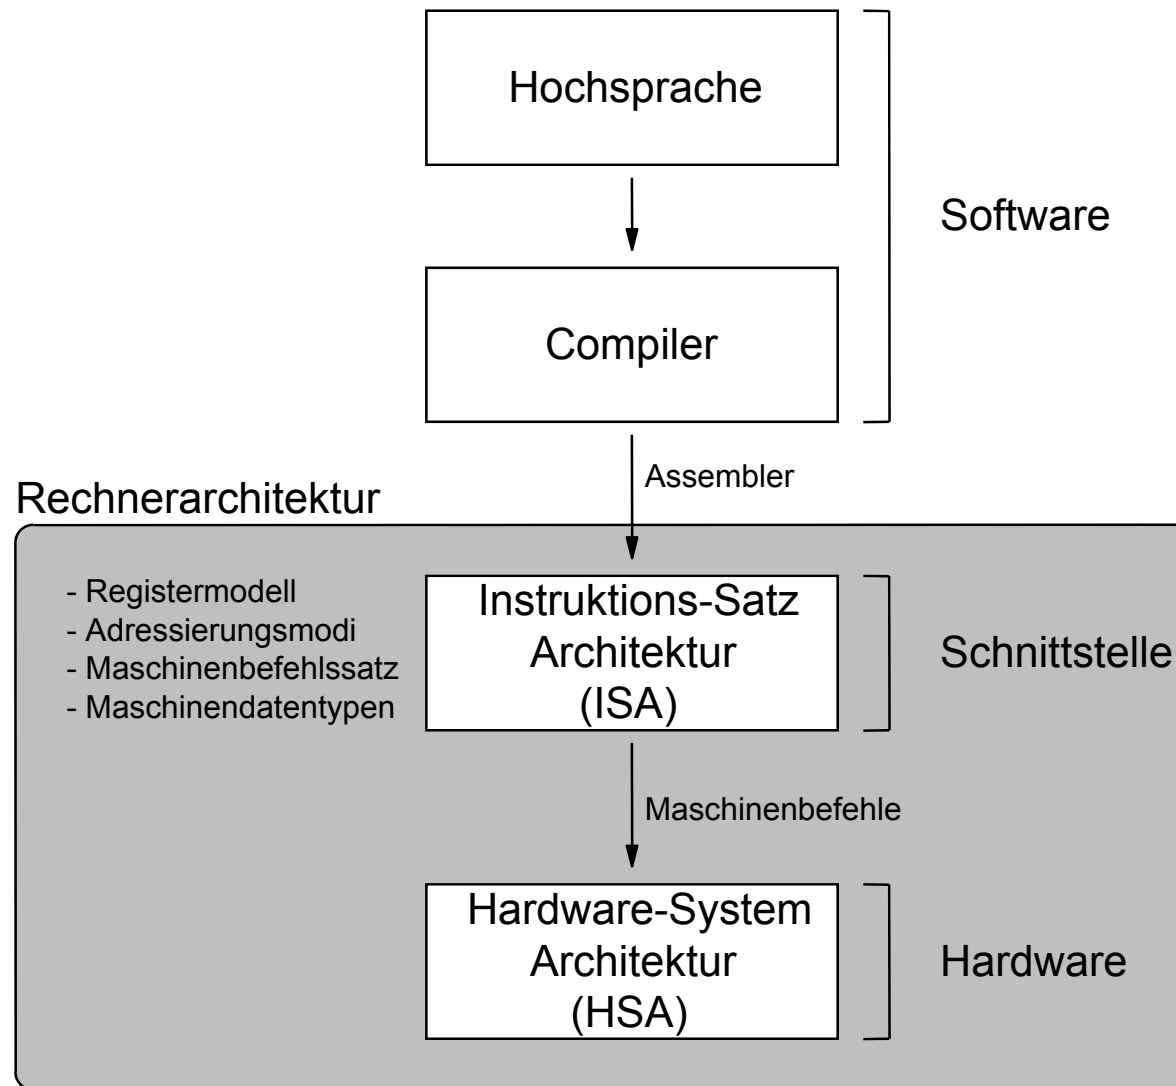 Hochsprache
Software
Compiler
Assembler
Rechnerarchitektur
- Registermodell
- Adressierungsmodi
- Maschinenbefehlssatz
- Maschinendatentypen
Instruktions-Satz
Architektur
(ISA)
Schnittstelle
Maschinenbefehle
Hardware-System
Architektur
(HSA)
Hardware